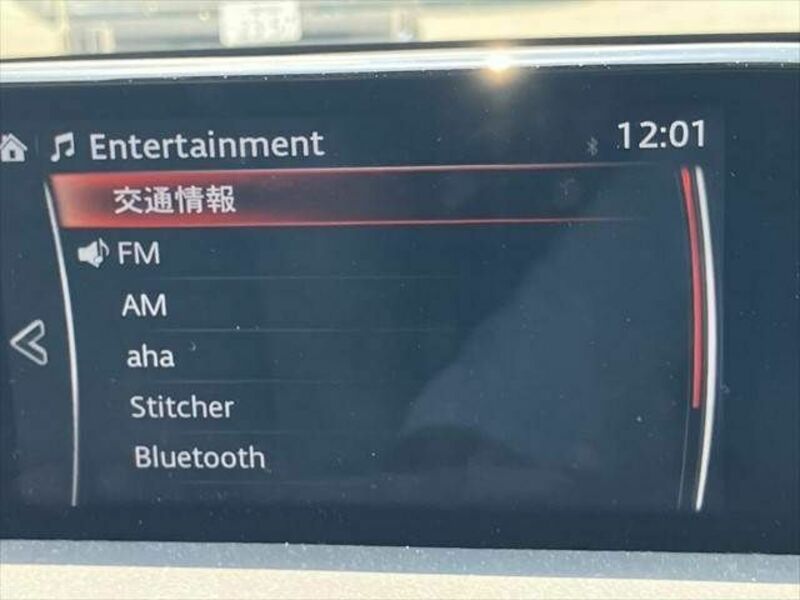 Entertainment
12:01
交通情報
FM
AM
aha
Stitcher
Bluetooth